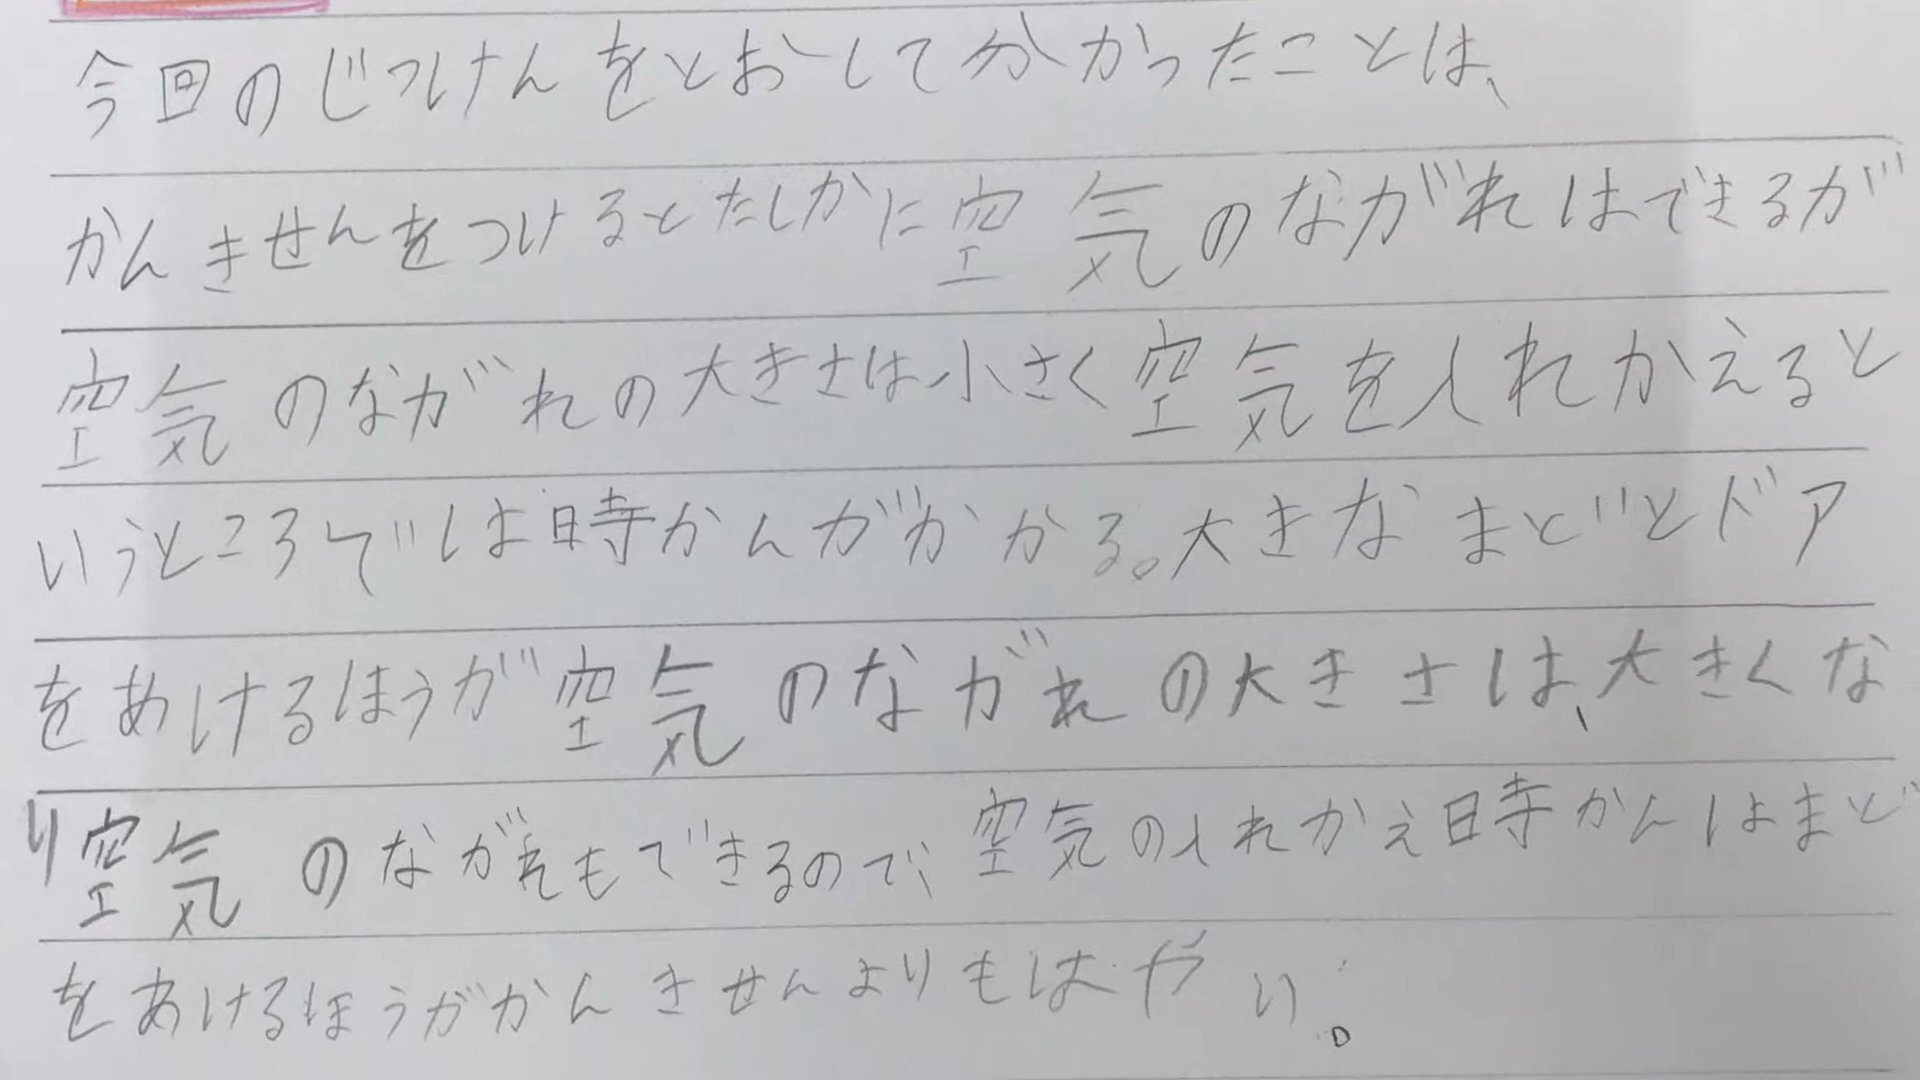 今回のじっけんをとおして分かったことは、
かんきせんをつけるとたしかに空気のながれはできるが
空気のながれの大きさは小さく空気を入れかえると
いうところでは時かんがかかる。大きなまどとドア
をあけるほうが空気のながれの大きさは、大きくな
り空気のながれもできるので、空気の入れかえ時かんはまど
をあけるほうがかんきせんよりもはやい。